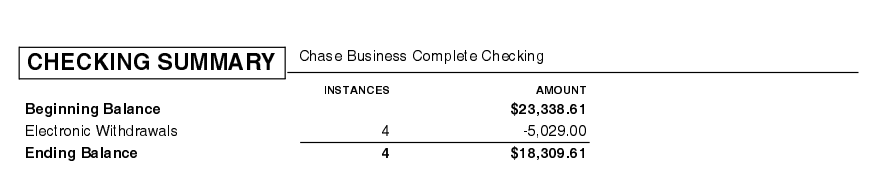 CHECKING SUMMARY Chase Business Complete Checking
INSTANCES AMOUNT
Beginning Balance $23,338.61
Electronic Withdrawals 4 -5,029.00
Ending Balance 4 $18,309.61